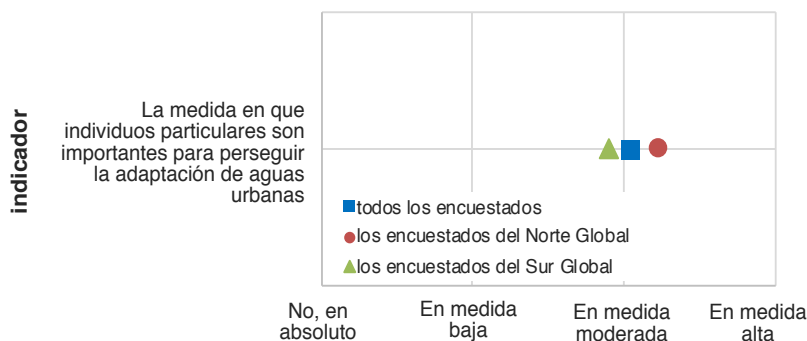 indicador
La medida en que
individuos particulares son
importantes para perseguir
la adaptación de aguas
urbanas
todos los encuestados
los encuestados del Norte Global
los encuestados del Sur Global
No, en
absoluto
En medida
baja
En medida
moderada
En medida
alta